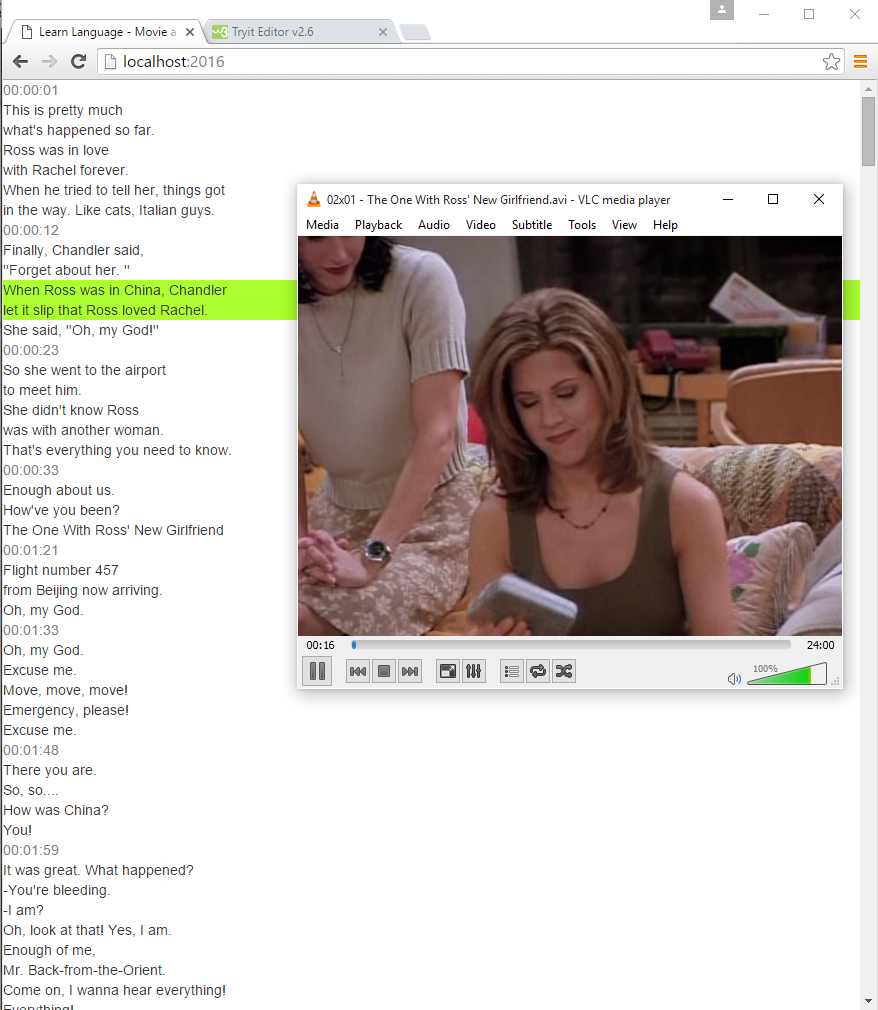 Learn Language - Movie a
Tryit Editor v2.6
localhost:2016
00:00:01
This is pretty much
what's happened so far.
Ross was in love
with Rachel forever.
When he tried to tell her, things got
in the way. Like cats, Italian guys.
00:00:12
Finally, Chandler said,
"Forget about her. "
When Ross was in China, Chandler
let it slip that Ross loved Rachel.
She said, "Oh, my God!"
00:00:23
So she went to the airport
to meet him.
She didn't know Ross
was with another woman.
That's everything you need to know.
00:00:33
Enough about us.
How've you been?
The One With Ross' New Girlfriend
00:01:21
Flight number 457
from Beijing now arriving.
Oh, my God.
00:01:33
Oh, my God.
Excuse me.
Move, move, move!
Emergency, please!
Excuse me.
00:01:48
There you are.
So, so....
How was China?
You!
00:01:59
It was great. What happened?
-You're bleeding.
-I am?
Oh, look at that! Yes, I am.
Enough of me,
Mr. Back-from-the-Orient.
Come on, I wanna hear everything!
Everything!
02x01 - The One With Ross' New Girlfriend.avi - VLC media player
Media Playback Audio Video Subtitle Tools View Help
00:16 24:00
100%